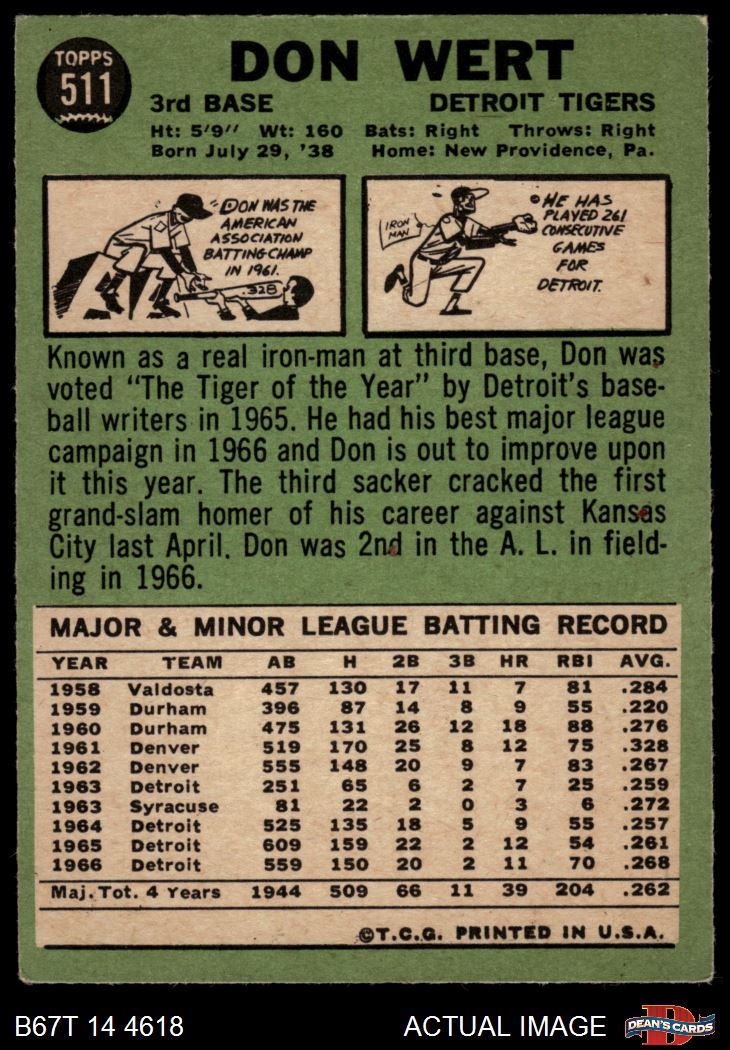 TOPPS
511
DON WERT
3rd BASE DETROIT TIGERS
Ht: 5'9'' Wt: 160 Bats: Right Throws: Right
Born July 29, '38 Home: New Providence, Pa.
DON WAS THE
AMERICAN
ASSOCIATION
BATTING CHAMP
IN 1961.
.328
IRON
MAN
HE HAS
PLAYED 261
CONSECUTIVE
GAMES
FOR
DETROIT.
Known as a real iron-man at third base, Don was
voted "The Tiger of the Year" by Detroit's base-
ball writers in 1965. He had his best major league
campaign in 1966 and Don is out to improve upon
it this year. The third sacker cracked the first
grand-slam homer of his career against Kansas
City last April. Don was 2nd in the A. L. in field-
ing in 1966.
MAJOR & MINOR LEAGUE BATTING RECORD
YEAR TEAM AB H 2B 3B HR RBI AVG.
1958 Valdosta 457 130 17 11 7 81 .284
1959 Durham 396 87 14 8 9 55 .220
1960 Durham 475 131 26 12 18 88 .276
1961 Denver 519 170 25 8 12 75 .328
1962 Denver 555 148 20 9 7 83 .267
1963 Detroit 251 65 6 2 7 25 .259
1963 Syracuse 81 22 2 0 3 6 .272
1964 Detroit 525 135 18 5 9 55 .257
1965 Detroit 609 159 22 2 12 54 .261
1966 Detroit 559 150 20 2 11 70 .268
Maj. Tot. 4 Years 1944 509 66 11 39 204 .262
©T.C.G. PRINTED IN U.S.A.
B67T 14 4618 ACTUAL IMAGE D DEAN'S CARDS